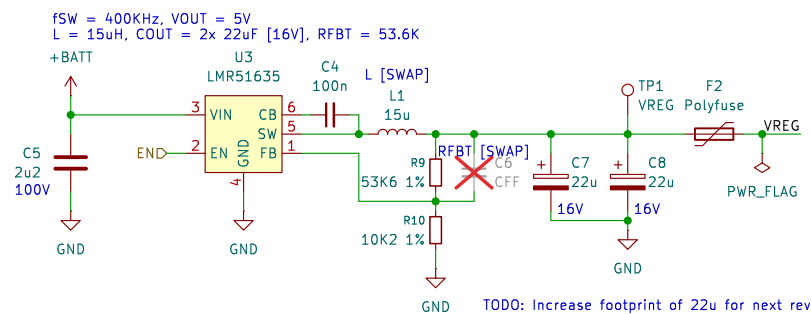 fSW = 400KHz, VOUT = 5V
L = 15uH, COUT = 2x 22uF [16V], RFBT = 53.6K
+BATT
U3
LMR51635
C4
100n
L [SWAP]
L1
15u
TP1
VREG
F2
Polyfuse
VREG
3 VIN
CB 6
SW 5
2 EN
FB 1
GND
4
END
C5
2u2
100V
RFBT [SWAP]
R9
53K6 1%
C6
CFF
+
C7
22u
16V
+
C8
22u
16V
PWR_FLAG
R10
10K2 1%
GND
GND
GND
GND
TODO: Increase footprint of 22u for next rev